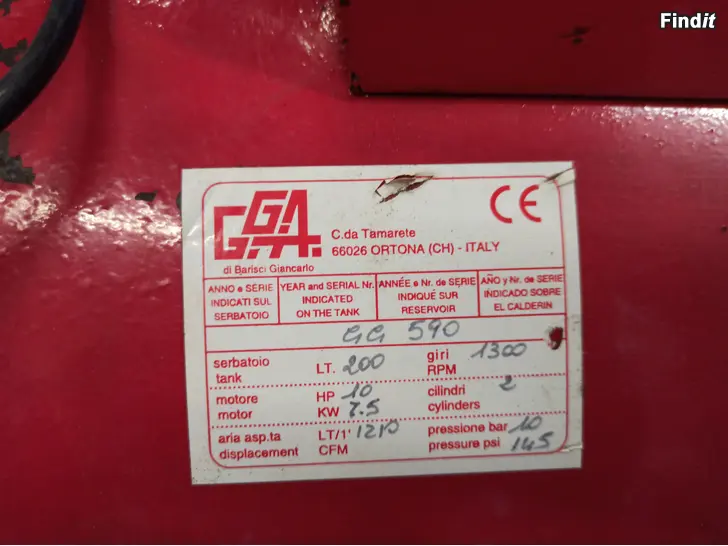 Findit
GGA GIA.
CE
C.da Tamarete
66026 ORTONA (CH) - ITALY
di Barisci Giancarlo
ANNO e SERIE INDICATI SUL SERBATOIO
YEAR and SERIAL Nr. INDICATED ON THE TANK
ANNÉE e Nr. de SERIE INDIQUÉ SUR RESERVOIR
AÑO y Nr. de SERIE INDICADO SOBRE EL CALDERIN
GG 590
serbatoio tank LT. 200 giri RPM 1300
motore motor HP 10 KW 7.5 cilindri cylinders 2
aria asp.ta displacement LT/1' 1210 CFM pressione bar 10 pressure psi 145